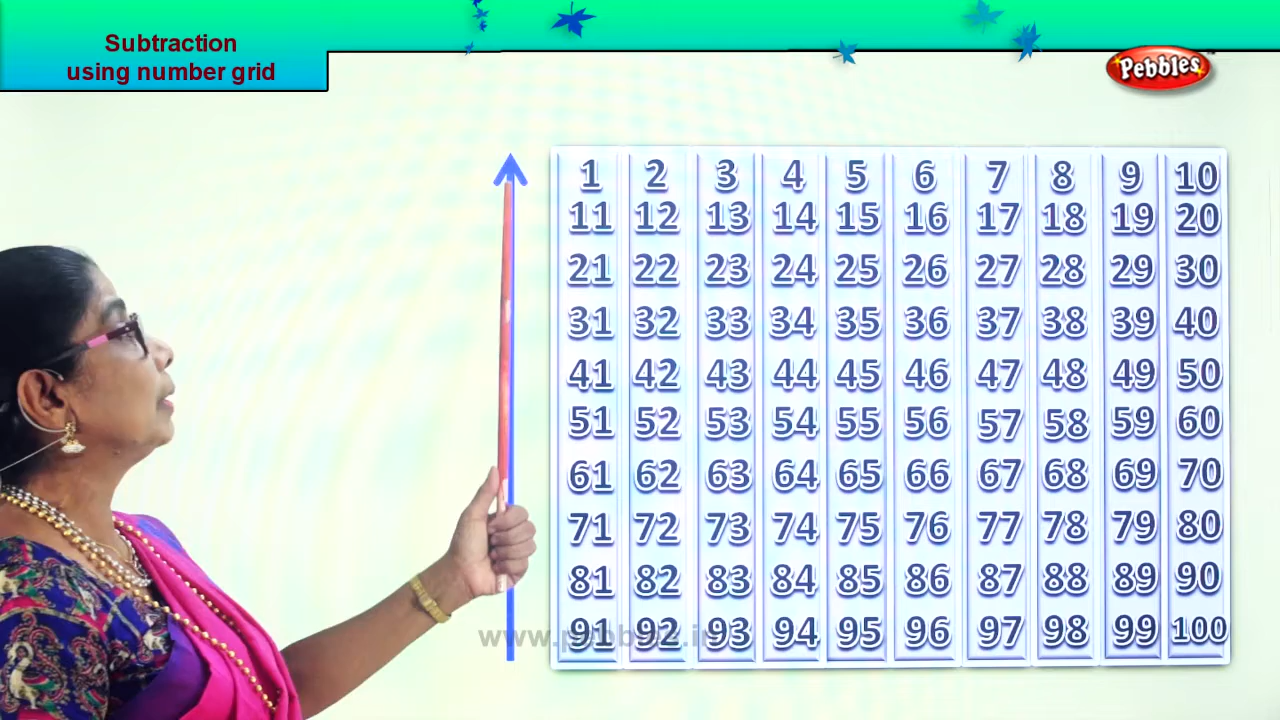 Subtraction
using number grid
Pebbles
1 2 3 4 5 6 7 8 9 10
11 12 13 14 15 16 17 18 19 20
21 22 23 24 25 26 27 28 29 30
31 32 33 34 35 36 37 38 39 40
41 42 43 44 45 46 47 48 49 50
51 52 53 54 55 56 57 58 59 60
61 62 63 64 65 66 67 68 69 70
71 72 73 74 75 76 77 78 79 80
81 82 83 84 85 86 87 88 89 90
91 92 93 94 95 96 97 98 99 100